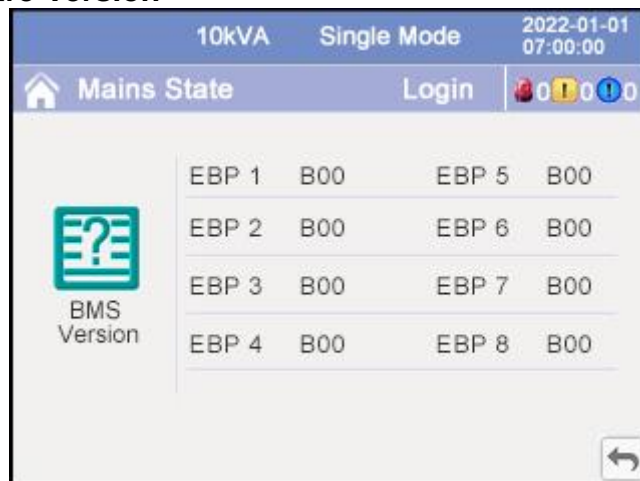 10kVA Single Mode 2022-01-01
07:00:00
Mains State Login 0 ! 0 ! 0
EBP 1 B00 EBP 5 B00
EBP 2 B00 EBP 6 B00
?
EBP 3 B00 EBP 7 B00
BMS
Version
EBP 4 B00 EBP 8 B00